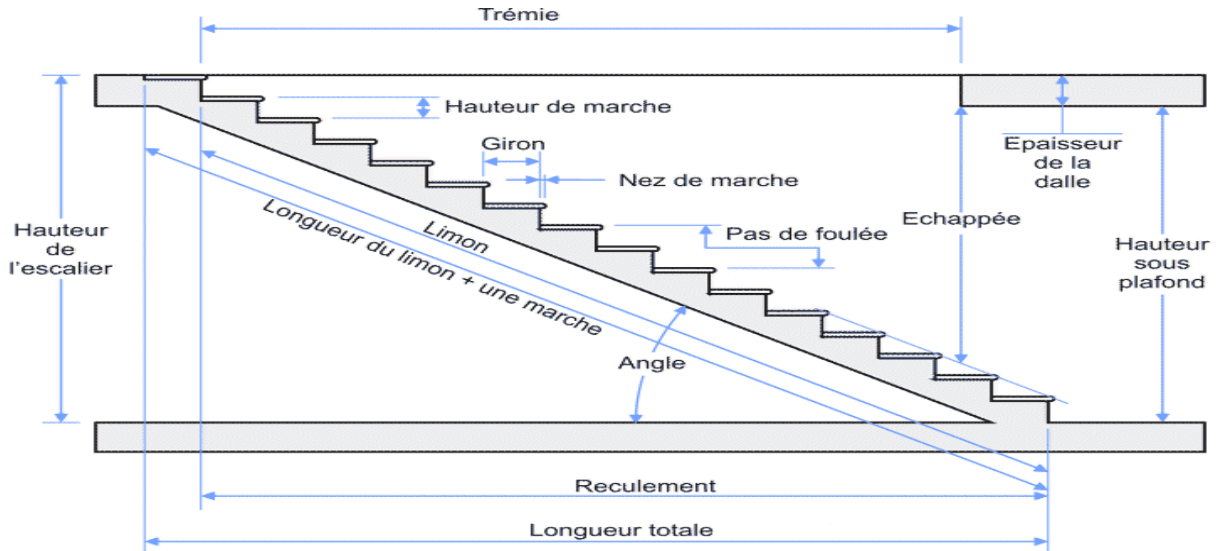 Trémie
Hauteur de marche
Giron
Nez de marche
Epaisseur
de la
dalle
Echappée
Pas de foulée
Hauteur
de
l'escalier
Hauteur
sous
plafond
Limon
Longueur du limon + une marche
Angle
Reculement
Longueur totale